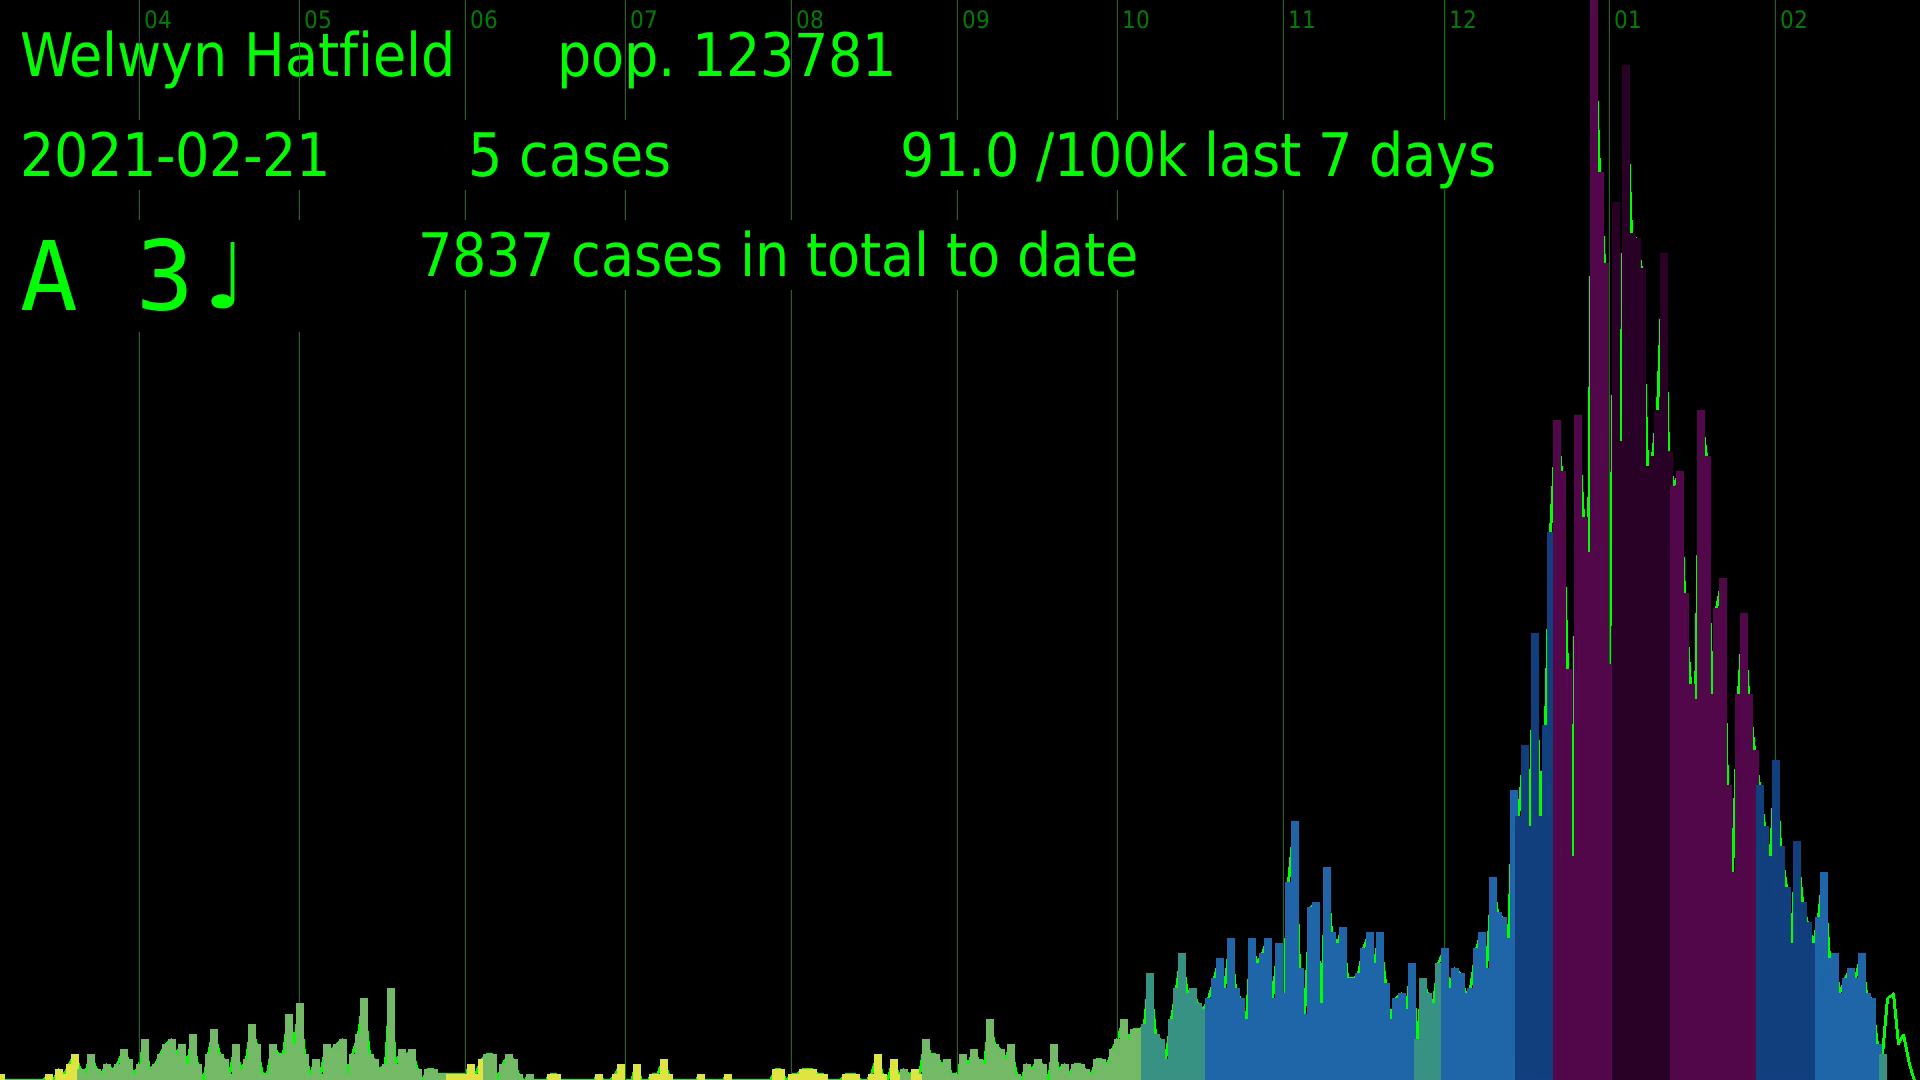 04 05 06 07 08 09 10 11 12 01 02
Welwyn Hatfield pop. 123781
2021-02-21 5 cases 91.0 /100k last 7 days
A 3♩ 7837 cases in total to date